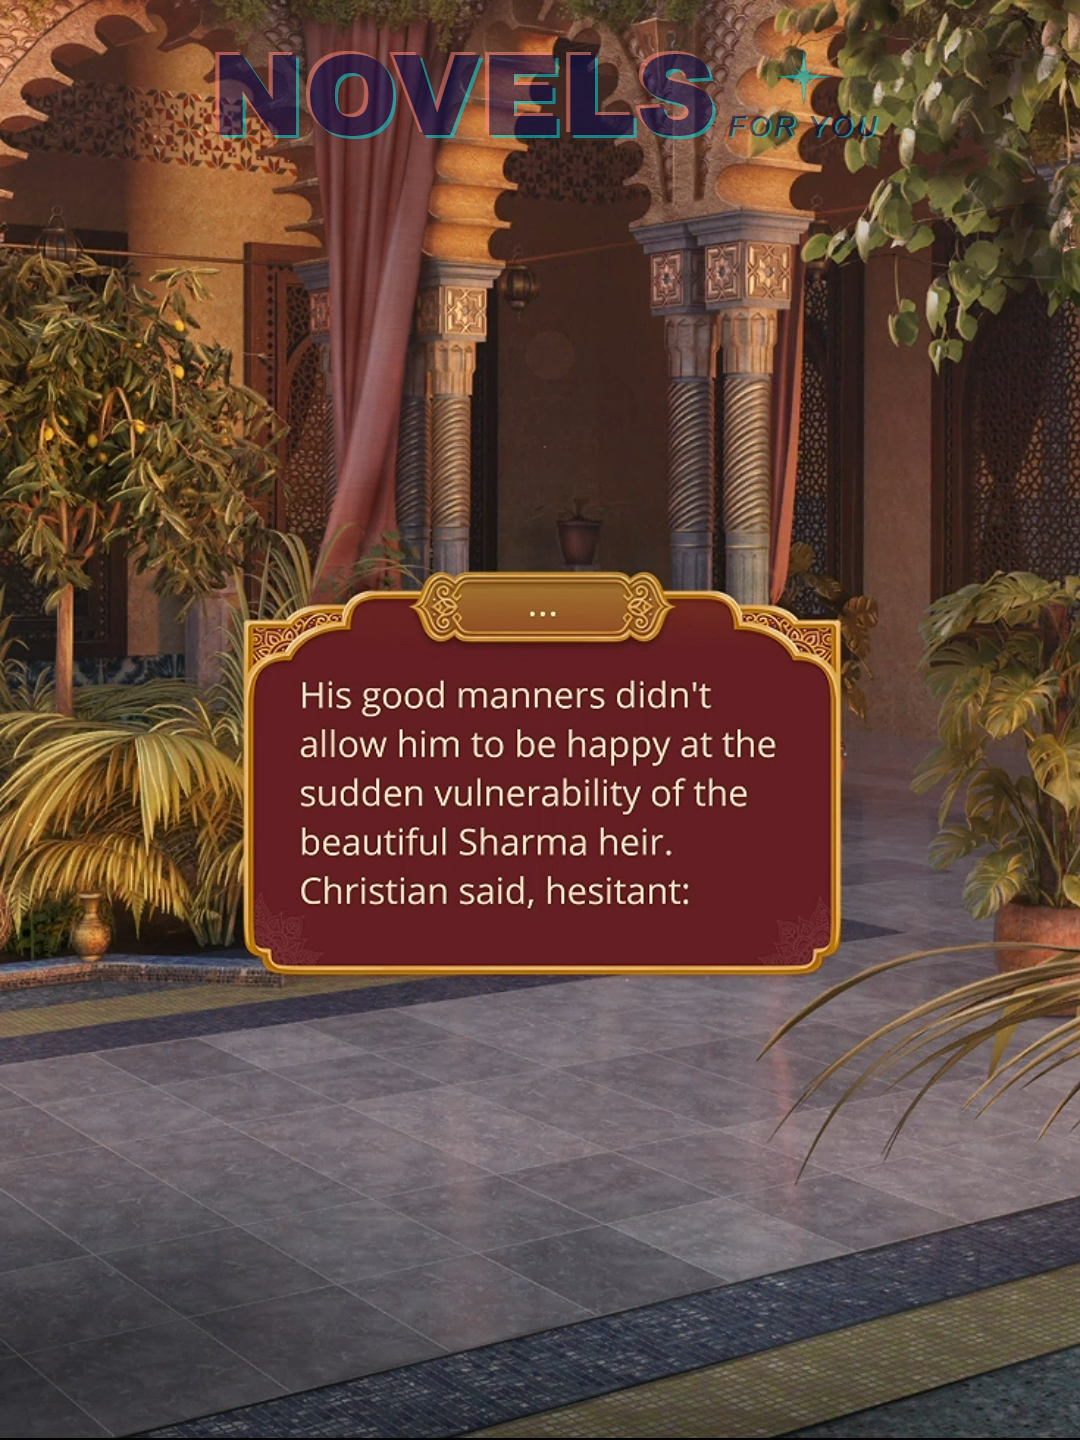 NOVELS
FOR YOU
...
His good manners didn't
allow him to be happy at the
sudden vulnerability of the
beautiful Sharma heir.
Christian said, hesitant: